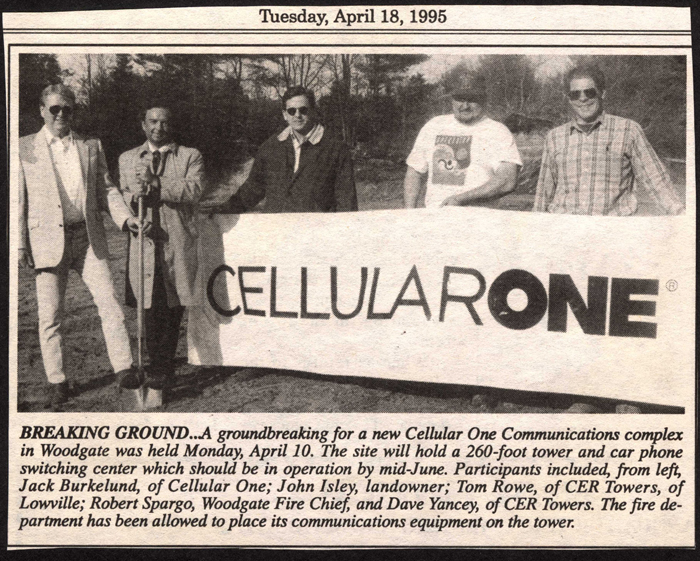 Tuesday, April 18, 1995
CELLULARONE®
BREAKING GROUND...A groundbreaking for a new Cellular One Communications complex
in Woodgate was held Monday, April 10. The site will hold a 260-foot tower and car phone
switching center which should be in operation by mid-June. Participants included, from left,
Jack Burkelund, of Cellular One; John Isley, landowner; Tom Rowe, of CER Towers, of
Lowville; Robert Spargo, Woodgate Fire Chief, and Dave Yancey, of CER Towers. The fire de-
partment has been allowed to place its communications equipment on the tower.